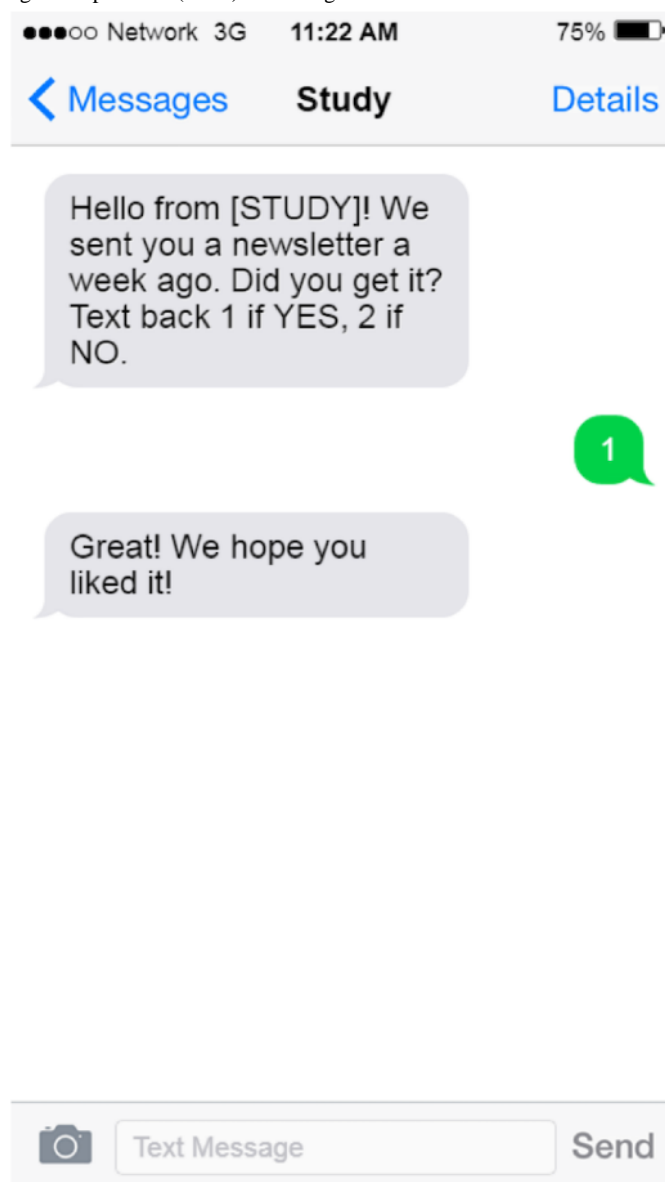 Network 3G 11:22 AM 75%
Messages Study Details
Hello from [STUDY]! We
sent you a newsletter a
week ago. Did you get it?
Text back 1 if YES, 2 if
NO.
1
Great! We hope you
liked it!
Text Message Send